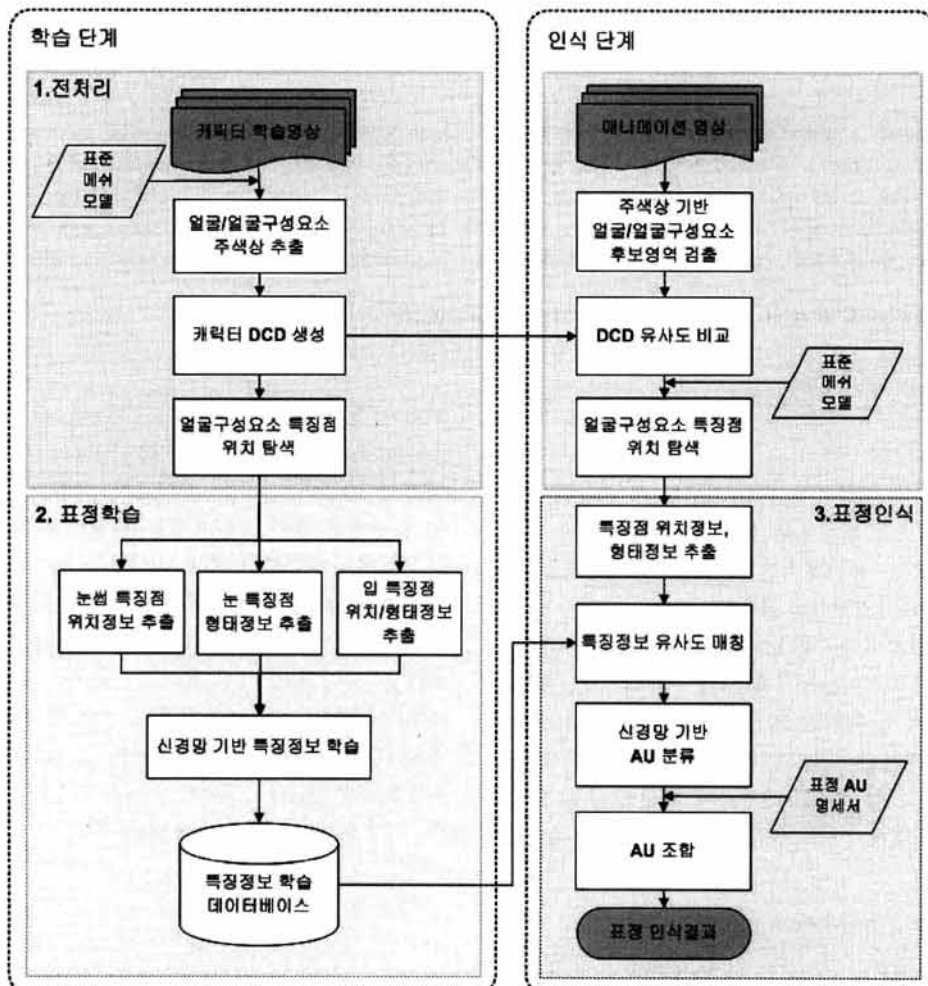 학습 단계
1.전처리
캐릭터 학습영상
표준
메쉬
모델
얼굴/얼굴구성요소
주색상 추출
캐릭터 DCD 생성
얼굴구성요소 특징점
위치 탐색
2. 표정학습
눈썹 특징점
위치정보 추출
눈 특징점
형태정보 추출
입 특징점
위치/형태정보
추출
신경망 기반 특징정보 학습
특징정보 학습
데이터베이스
인식 단계
애니메이션 영상
주색상 기반
얼굴/얼굴구성요소
후보영역 검출
DCD 유사도 비교
표준
메쉬
모델
얼굴구성요소 특징점
위치 탐색
3.표정인식
특징점 위치정보,
형태정보 추출
특징정보 유사도 매칭
신경망 기반
AU 분류
표정 AU
명세서
AU 조합
표정 인식결과